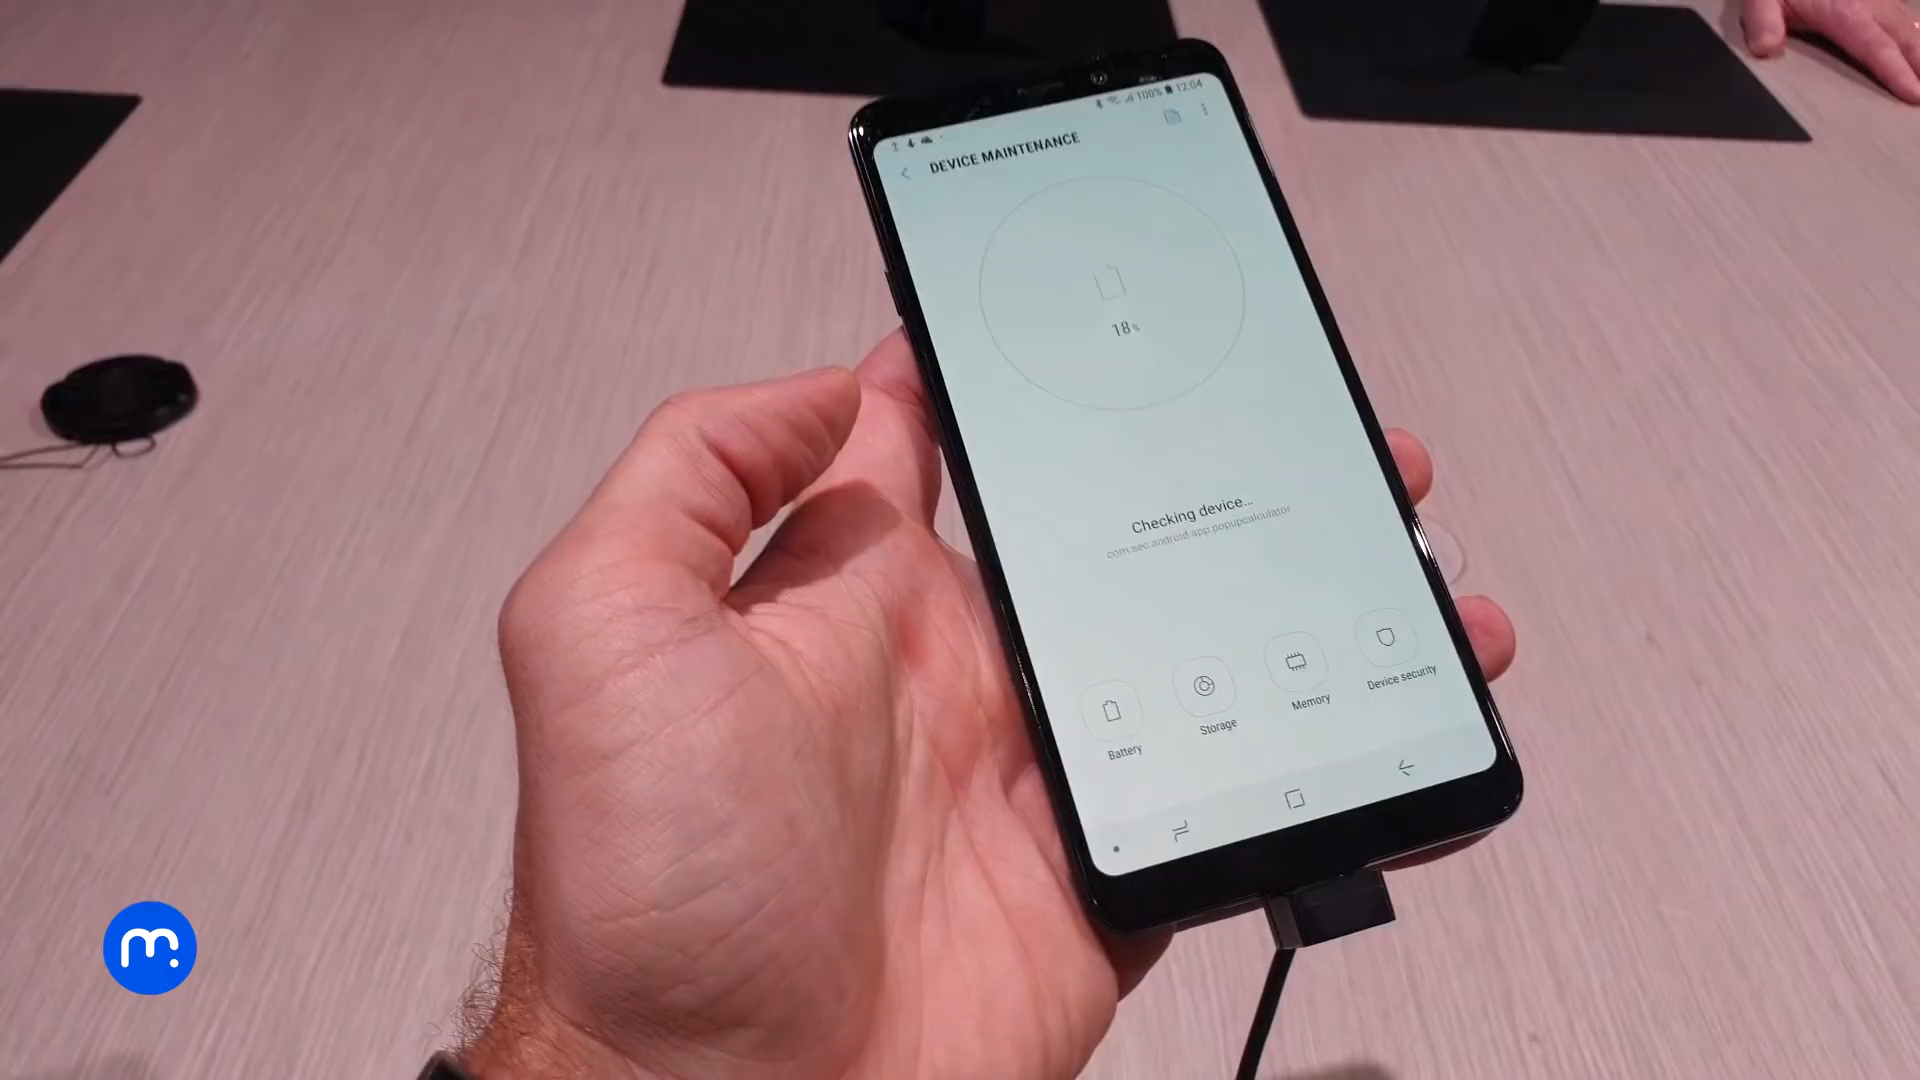 100% 12:04
DEVICE MAINTENANCE
18%
Checking device...
com.sec.android.app.popupcalculator
Battery
Storage
Memory
Device security
m.